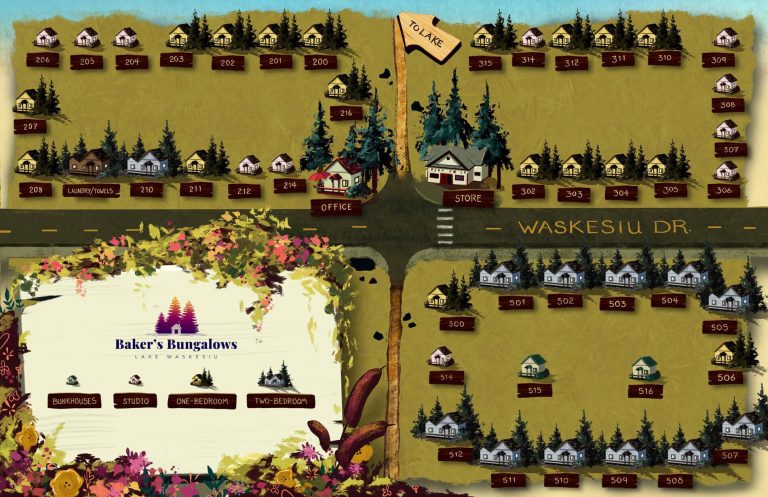 TO LAKE
206 205 204 203 202 201 200
315 314 312 311 310 309
216
308
207
307
208 LAUNDRY/TOWELS 210 211 212 214
302 303 304 305 306
OFFICE
STORE
WASKESIU DR.
501 502 503 504
500
505
Baker's Bungalows
LAKE WASKESIU
514 515 516 506
BUNKHOUSES STUDIO ONE-BEDROOM TWO-BEDROOM
512 507
511 510 509 508